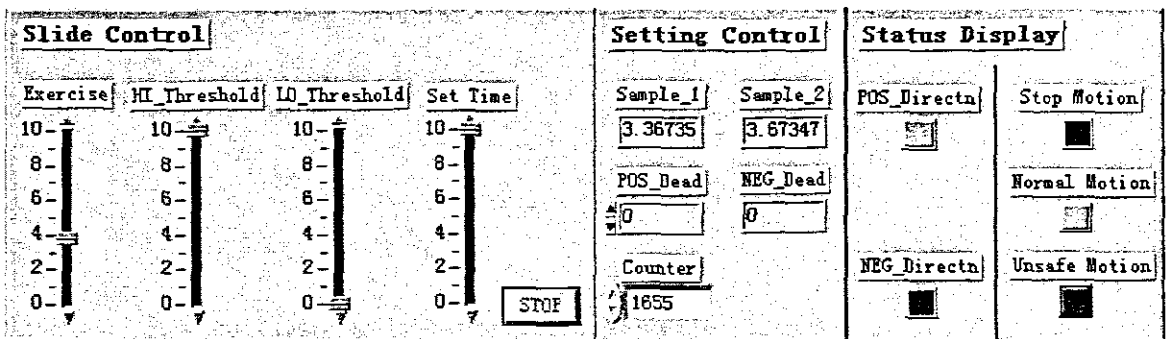 Slide Control
Exercise HI_Threshold LO_Threshold Set Time
10 10 10 10
8 8 8 8
6 6 6 6
4 4 4 4
2 2 2 2
0 0 0 0
STOP
Setting Control
Sample_1 Sample_2
3.36735 3.67347
POS_Dead NEG_Dead
0 0
Counter
1655
Status Display
POS_Directn Stop Motion
Normal Motion
NEG_Directn Unsafe Motion